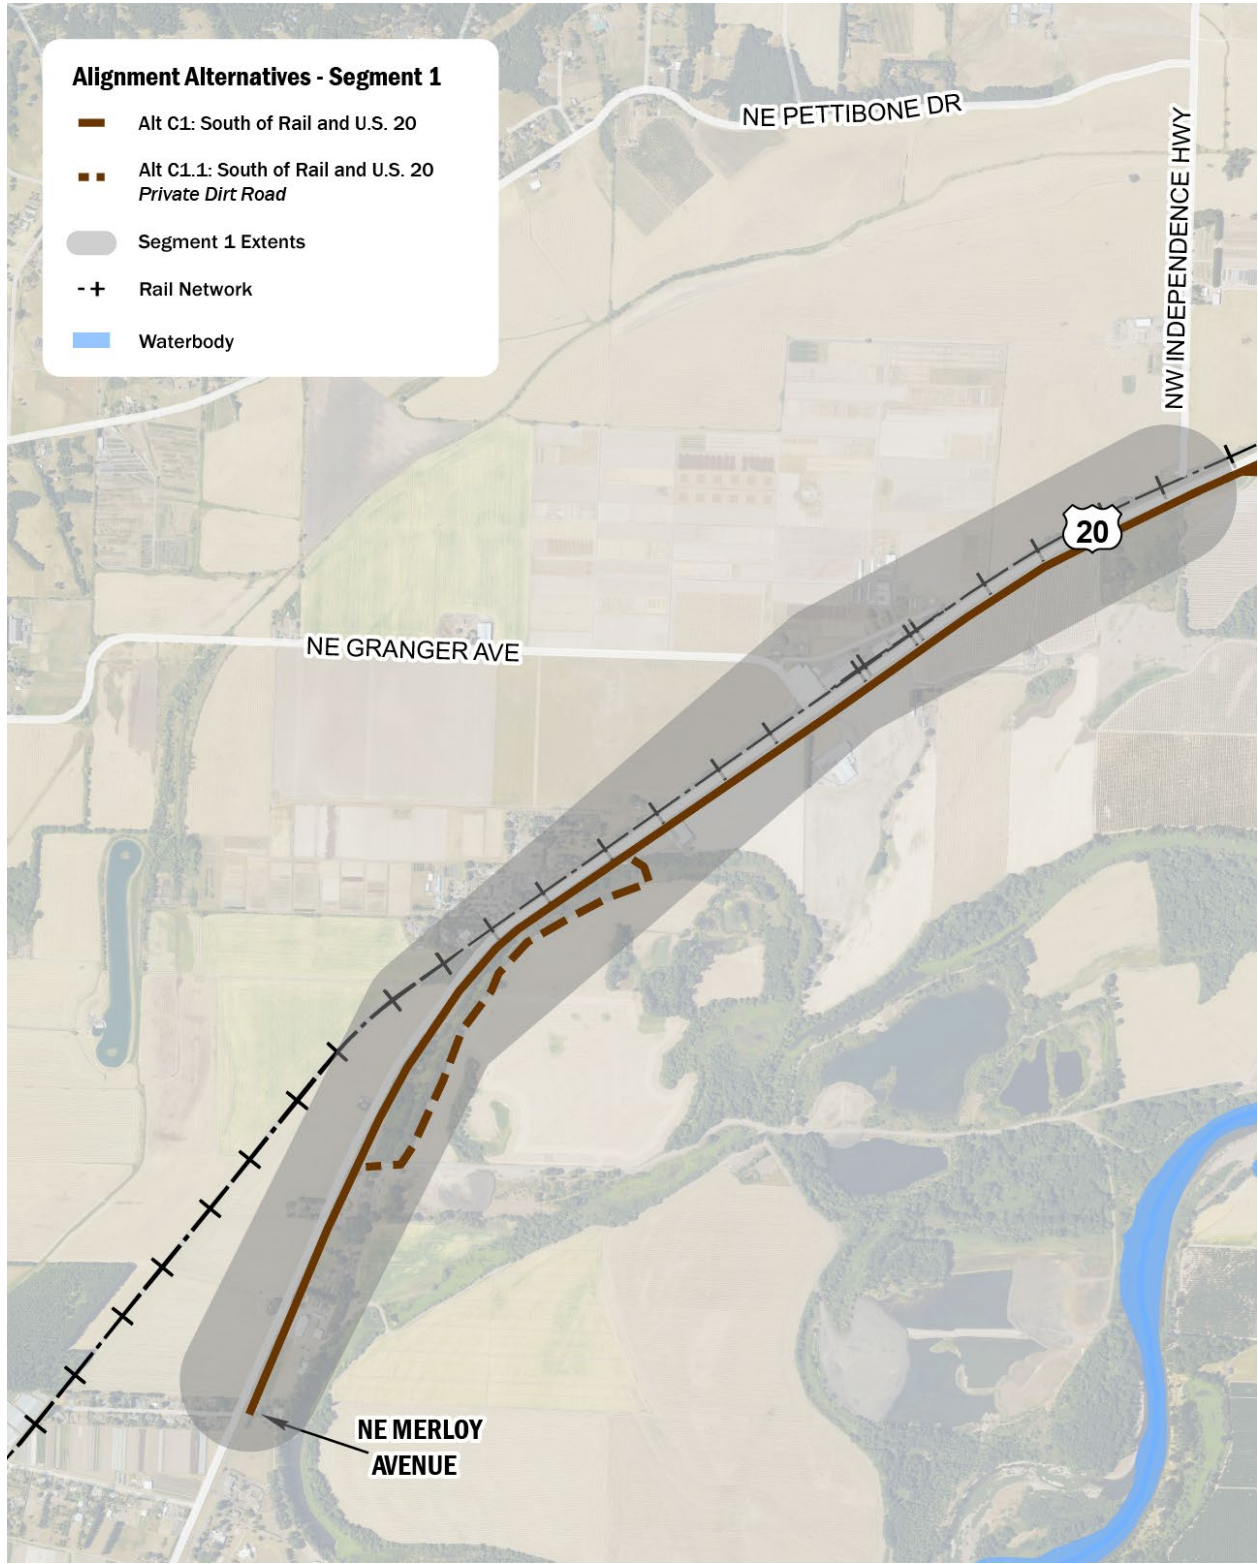 Alignment Alternatives - Segment 1
Alt C1: South of Rail and U.S. 20
Alt C1.1: South of Rail and U.S. 20
Private Dirt Road
Segment 1 Extents
Rail Network
Waterbody
NE PETTIBONE DR
NW INDEPENDENCE HWY
20
NE GRANGER AVE
NE MERLOY
AVENUE